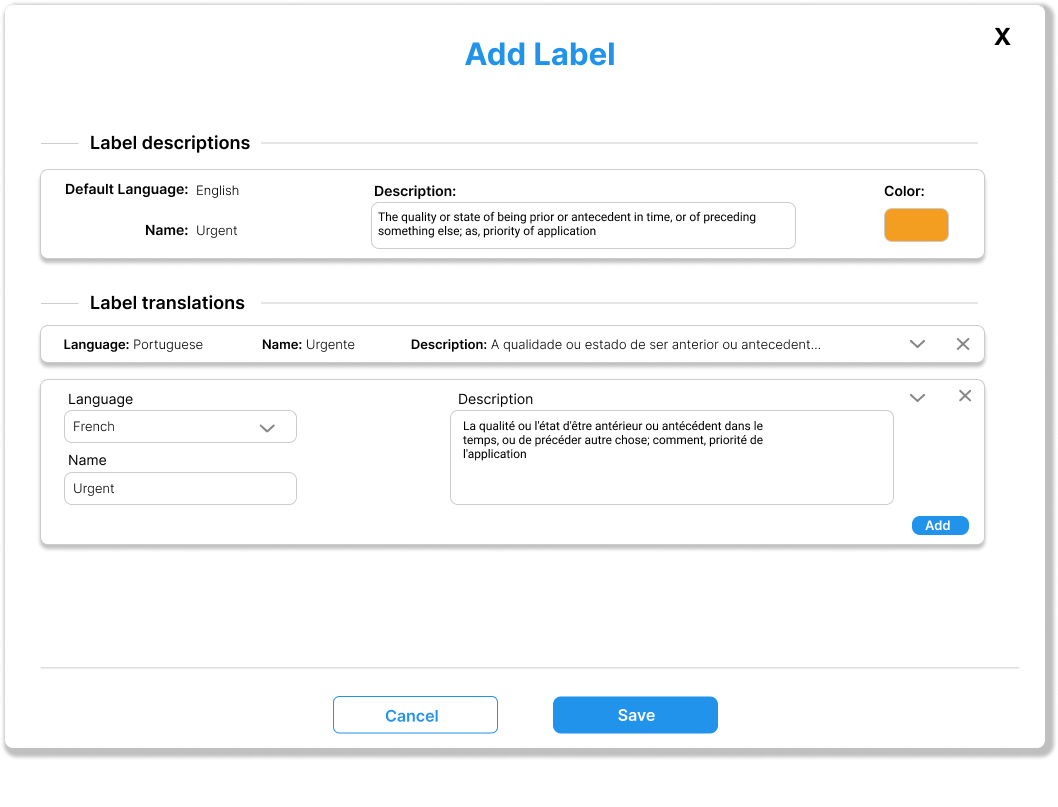 X
Add Label
Label descriptions
Default Language: English
Name: Urgent
Description:
The quality or state of being prior or antecedent in time, or of preceding
something else; as, priority of application
Color:
Label translations
Language: Portuguese Name: Urgente Description: A qualidade ou estado de ser anterior ou antecedent...
Language
French
Name
Urgent
Description
La qualité ou l'état d'être antérieur ou antécédent dans le
temps, ou de précéder autre chose; comment, priorité de
l'application
Add
Cancel
Save